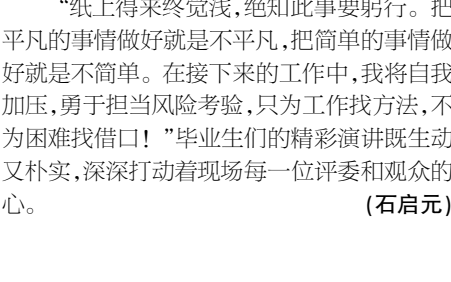 “纸上得来终觉浅,绝知此事要躬行。把
平凡的事情做好就是不平凡,把简单的事情做
好就是不简单。在接下来的工作中,我将自我
加压,勇于担当风险考验,只为工作找方法,不
为困难找借口！”毕业生们的精彩演讲既生动
又朴实,深深打动着现场每一位评委和观众的
心。 (石启元)